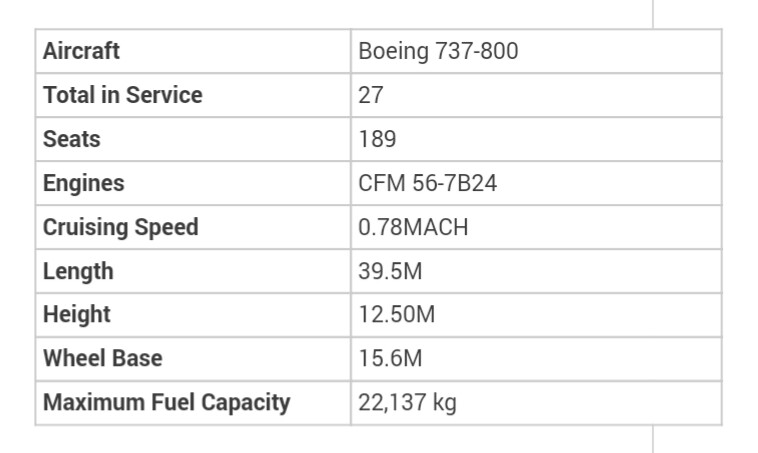 Aircraft Boeing 737-800
Total in Service 27
Seats 189
Engines CFM 56-7B24
Cruising Speed 0.78MACH
Length 39.5M
Height 12.50M
Wheel Base 15.6M
Maximum Fuel Capacity 22,137 kg